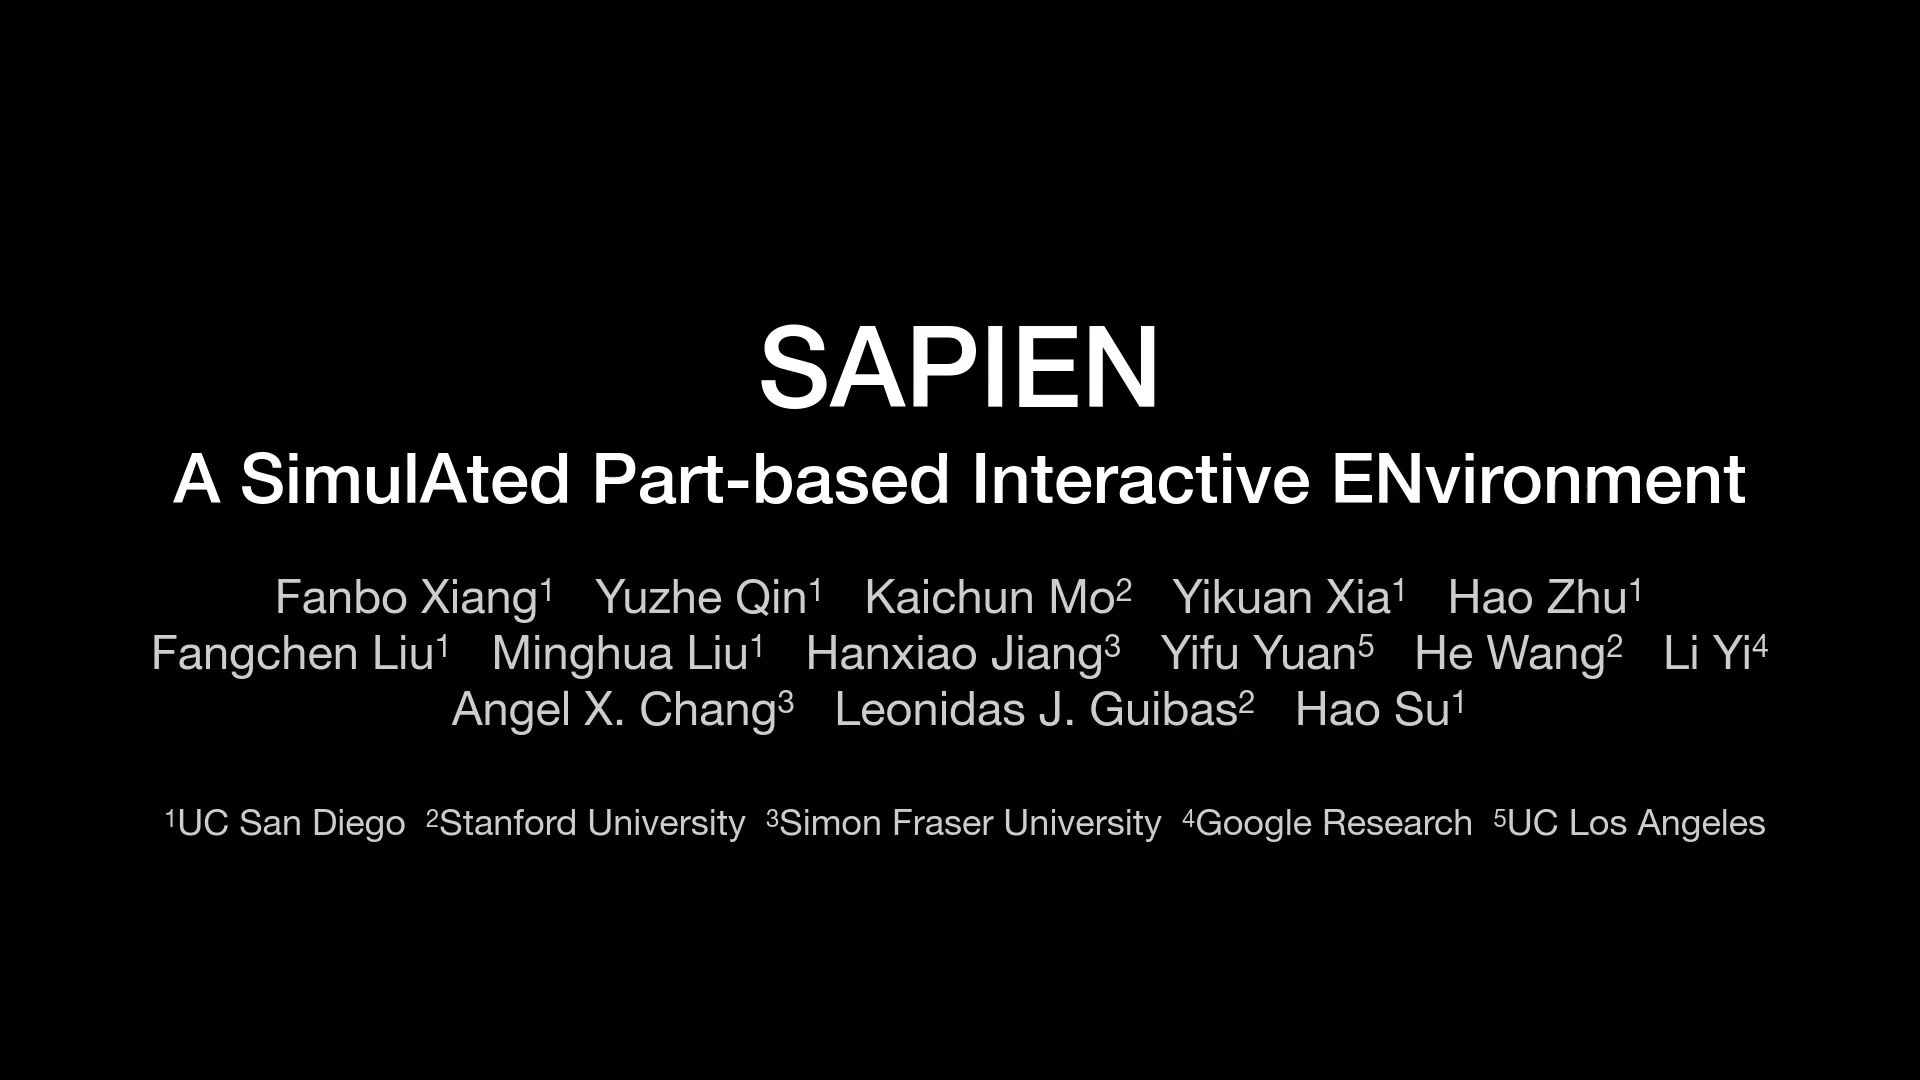 SAPIEN
A SimulAted Part-based Interactive ENvironment
Fanbo Xiang¹ Yuzhe Qin¹ Kaichun Mo² Yikuan Xia¹ Hao Zhu¹
Fangchen Liu¹ Minghua Liu¹ Hanxiao Jiang³ Yifu Yuan⁵ He Wang² Li Yi⁴
Angel X. Chang³ Leonidas J. Guibas² Hao Su¹
¹UC San Diego ²Stanford University ³Simon Fraser University ⁴Google Research ⁵UC Los Angeles